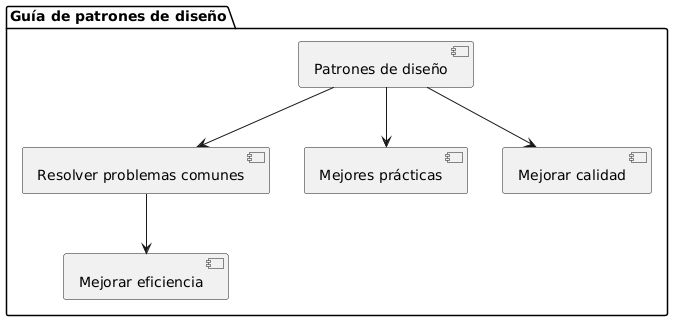 Guía de patrones de diseño
Patrones de diseño
Resolver problemas comunes
Mejores prácticas
Mejorar calidad
Mejorar eficiencia